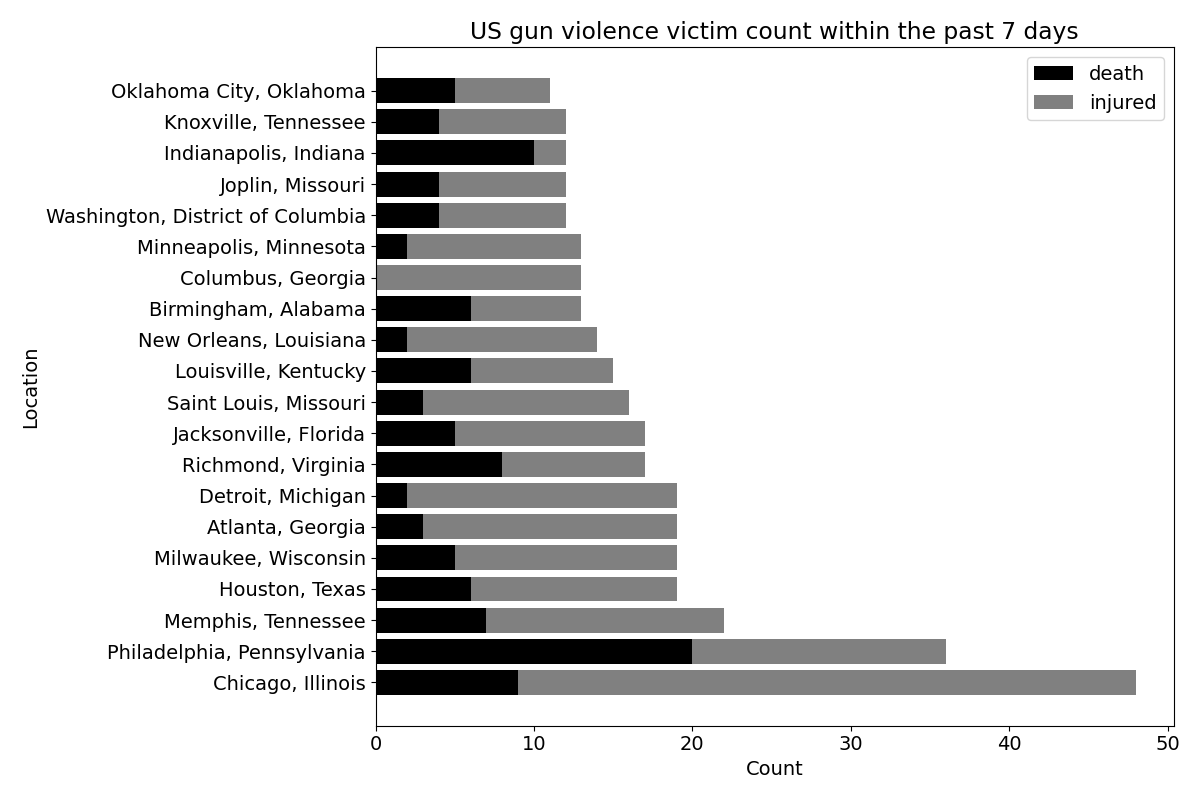 US gun violence victim count within the past 7 days
death
injured
Oklahoma City, Oklahoma
Knoxville, Tennessee
Indianapolis, Indiana
Joplin, Missouri
Washington, District of Columbia
Minneapolis, Minnesota
Columbus, Georgia
Birmingham, Alabama
New Orleans, Louisiana
Louisville, Kentucky
Saint Louis, Missouri
Jacksonville, Florida
Richmond, Virginia
Detroit, Michigan
Atlanta, Georgia
Milwaukee, Wisconsin
Houston, Texas
Memphis, Tennessee
Philadelphia, Pennsylvania
Chicago, Illinois
Location
0 10 20 30 40 50
Count